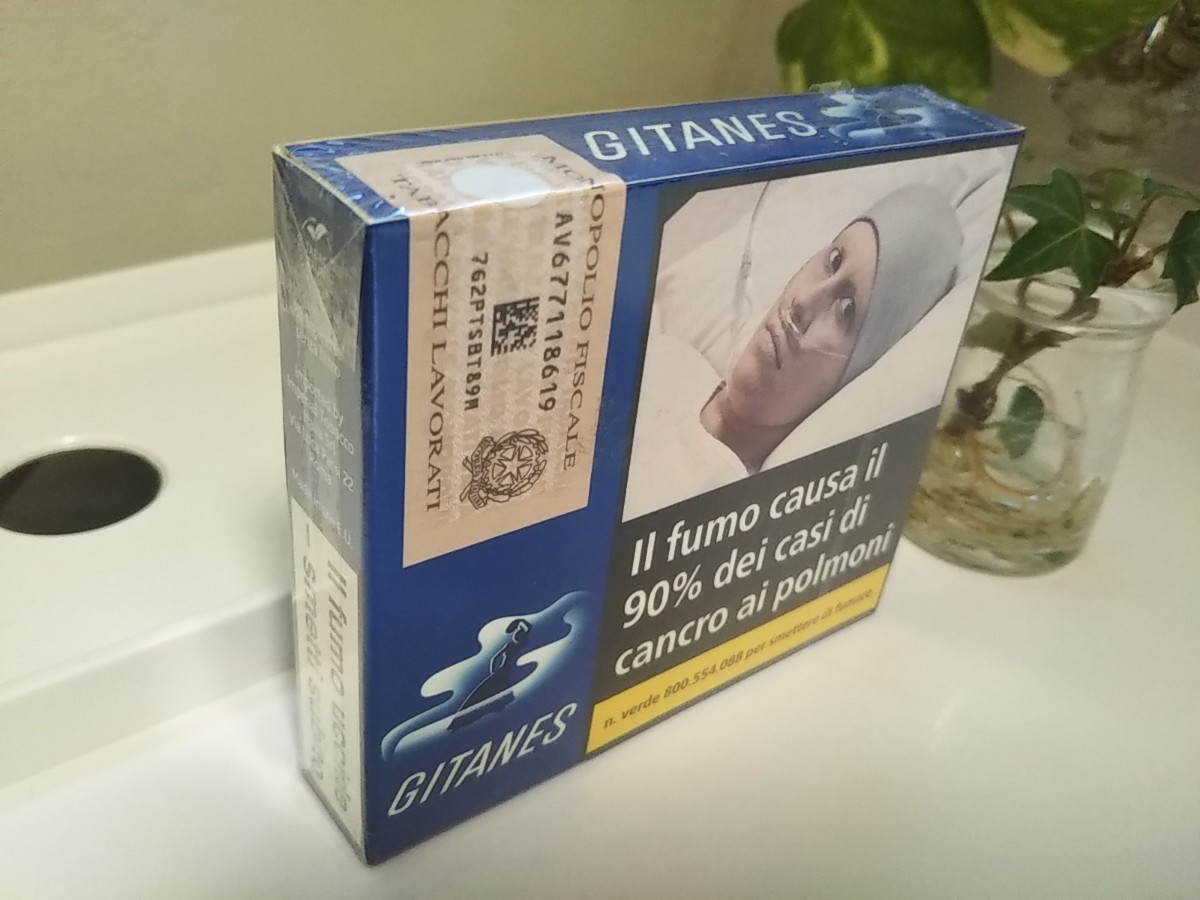 GITANES
MONOPOLIO FISCALE
AV677118619
762PTSBT89M
TABACCHI LAVORATI
Il fumo causa il
90% dei casi di
cancro ai polmoni
n. verde 800.554.088 per smettere di fumare
GITANES
Il fumo uccide
– smetti subito